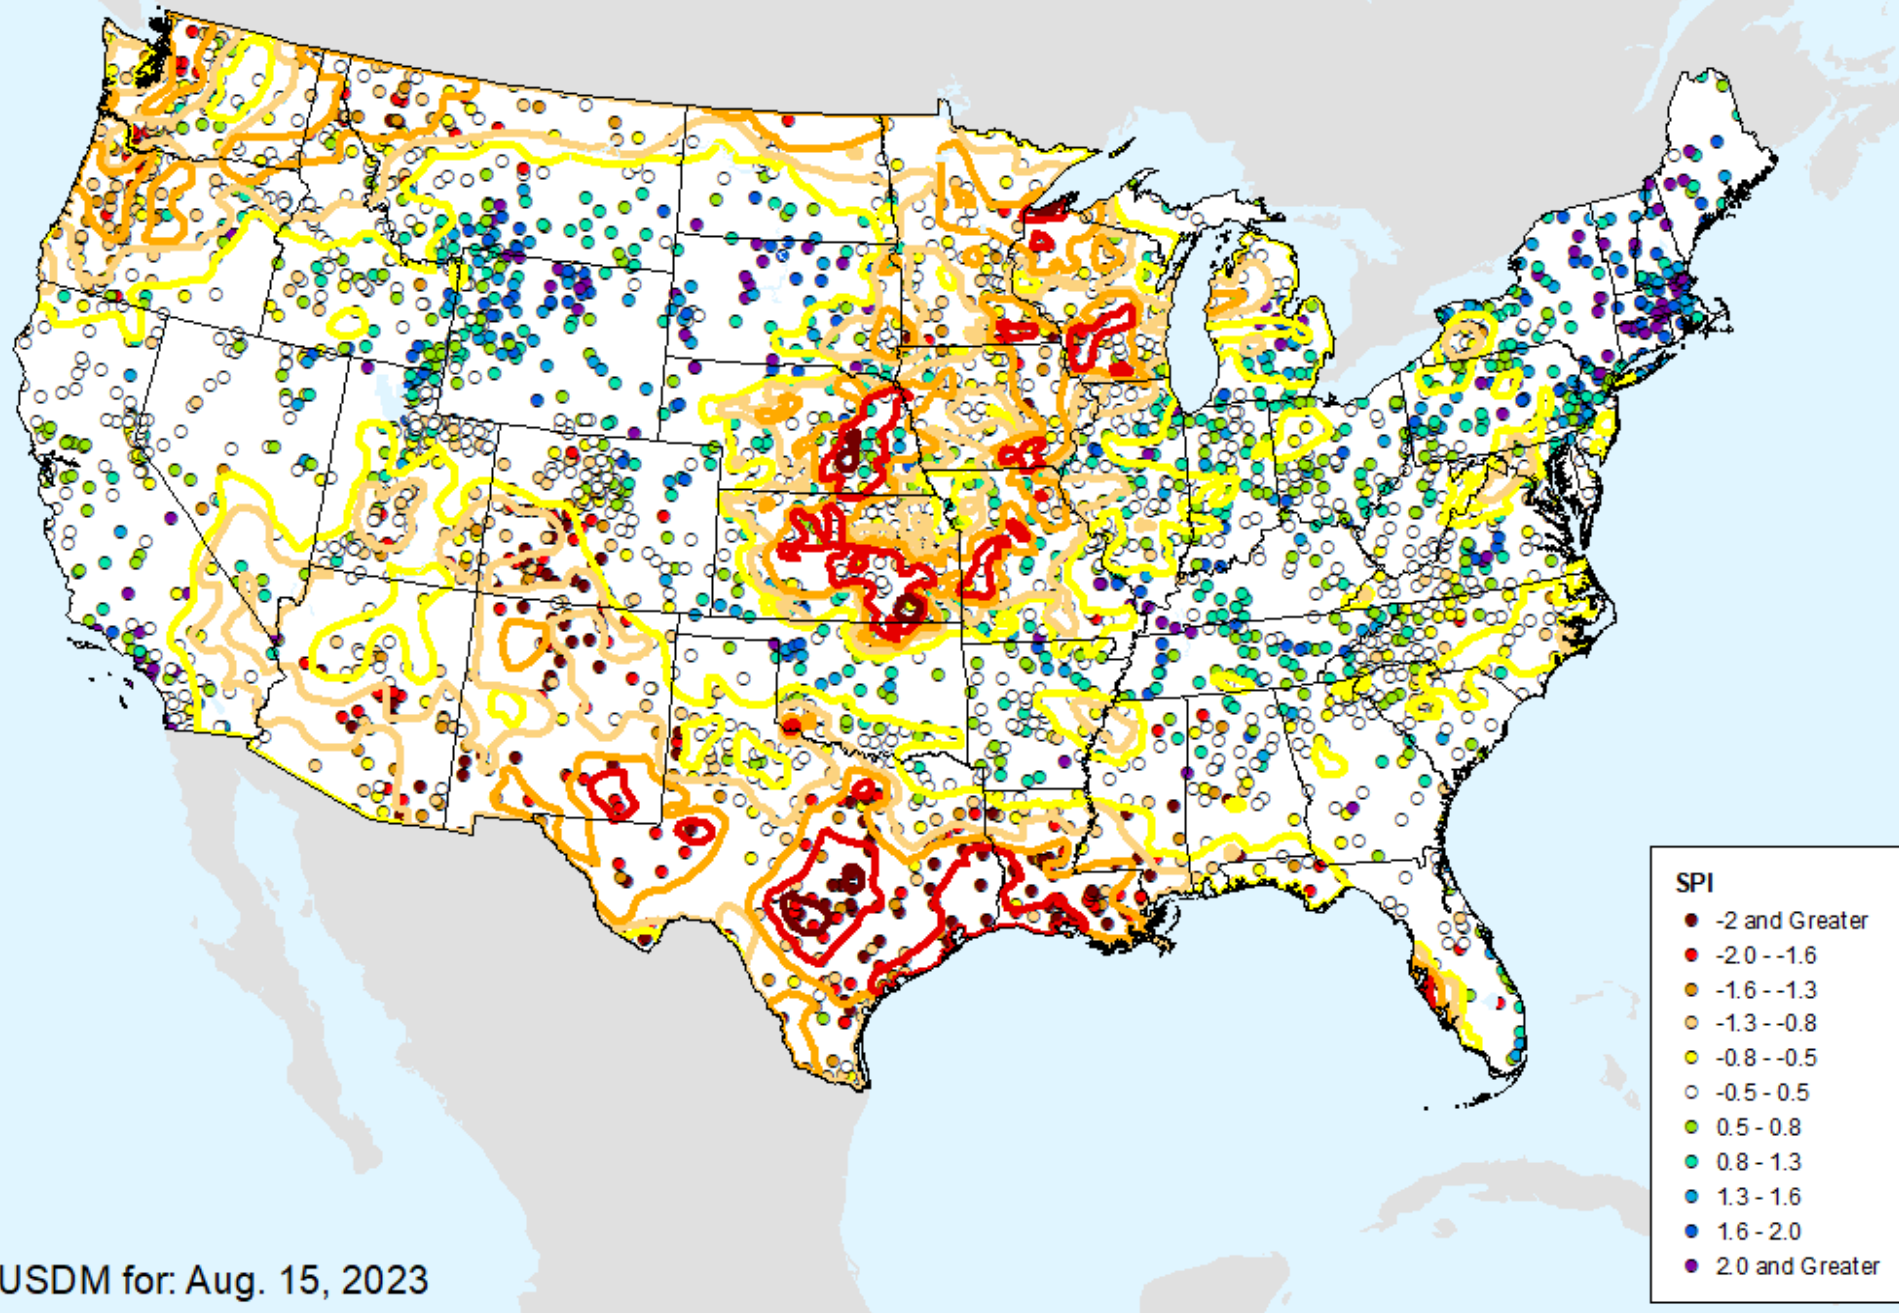 SPI
-2 and Greater
-2.0 - -1.6
-1.6 - -1.3
-1.3 - -0.8
-0.8 - -0.5
-0.5 - 0.5
0.5 - 0.8
0.8 - 1.3
1.3 - 1.6
1.6 - 2.0
2.0 and Greater
USDM for: Aug. 15, 2023